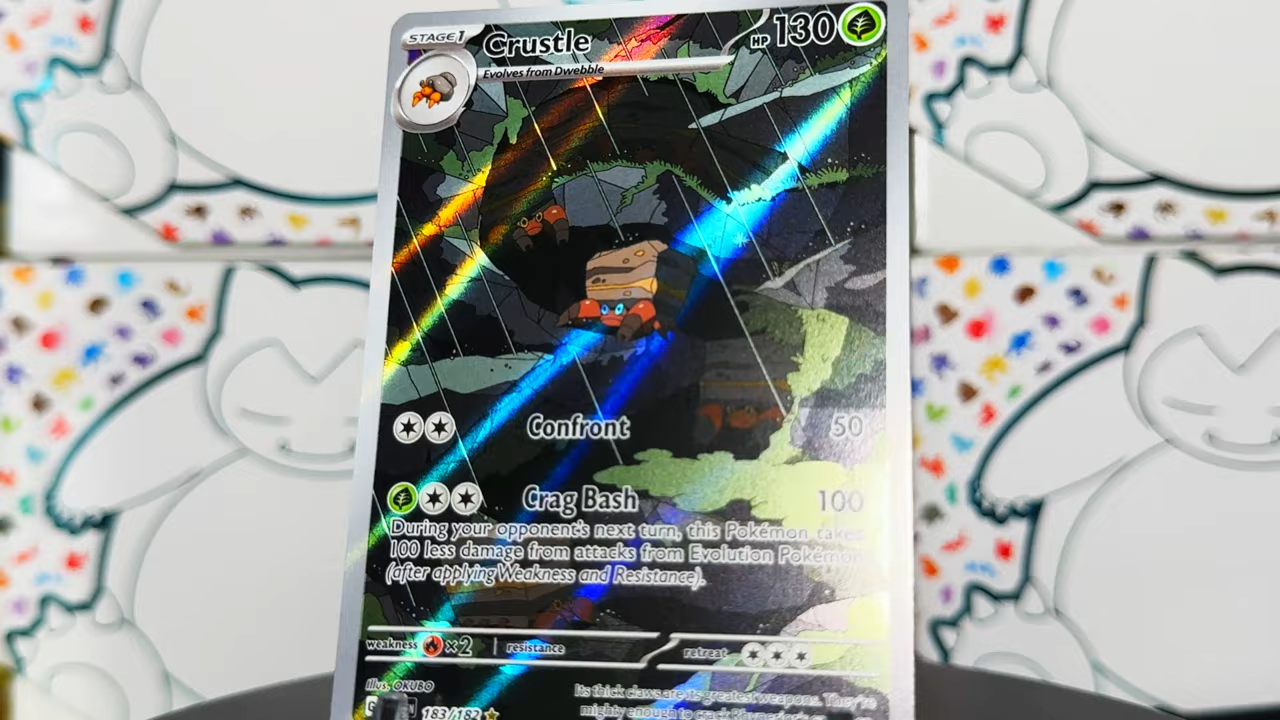 STAGE 1 Crustle HP 130
Evolves from Dwebble
Confront 50
Crag Bash 100
During your opponent's next turn, this Pokémon takes
100 less damage from attacks from Evolution Pokémon
(after applying Weakness and Resistance).
weakness ×2 resistance retreat
Illus. OKUBO
Its thick claws are its greatest weapons. They're
183/182 mighty enough to crack Rhyperior's